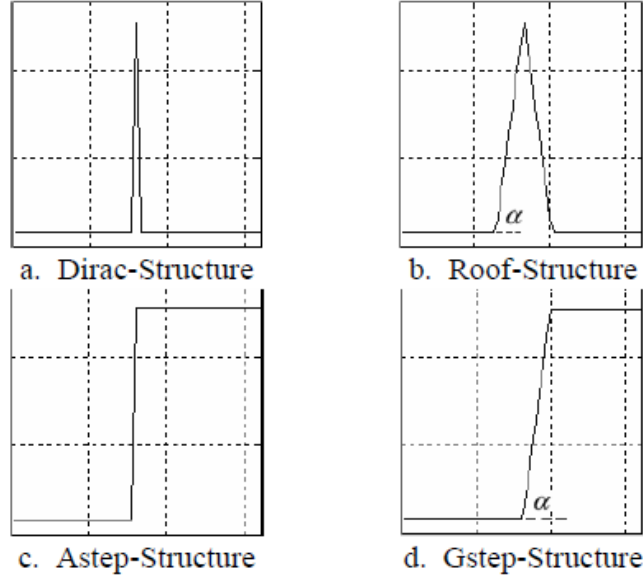 α
α
a. Dirac-Structure
b. Roof-Structure
α
c. Astep-Structure
d. Gstep-Structure